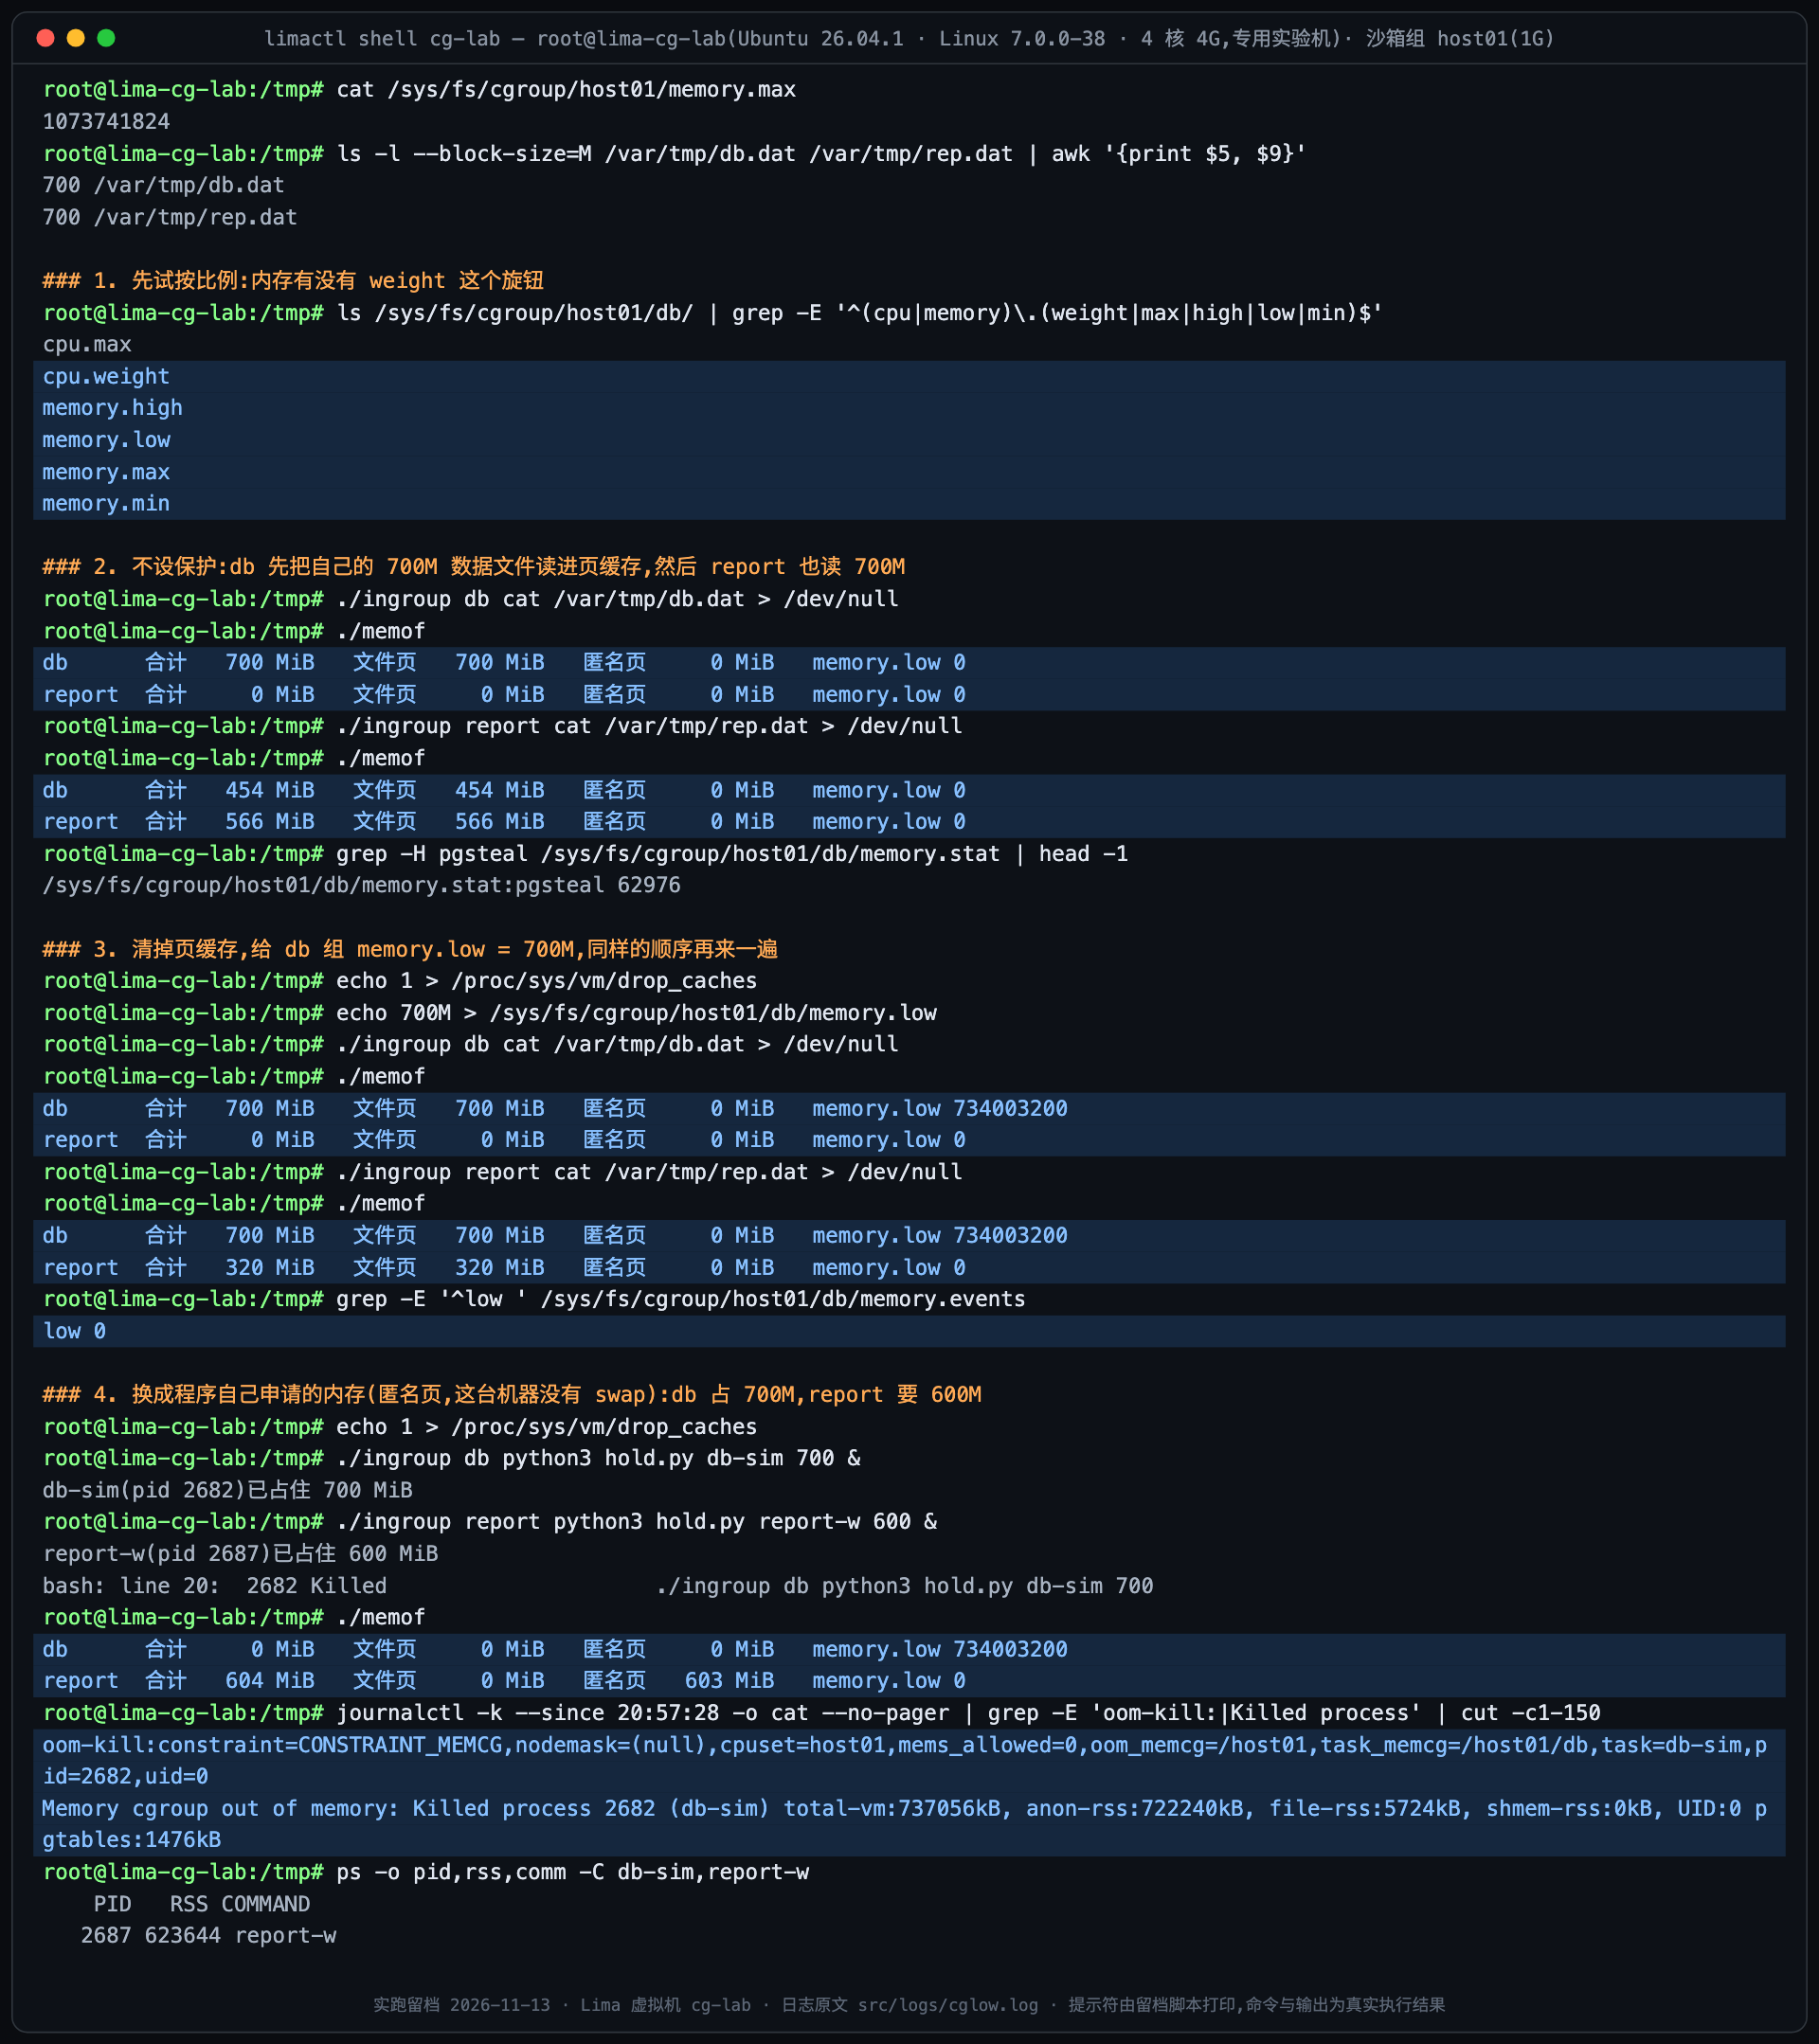 limactl shell cg-lab — root@lima-cg-lab(Ubuntu 26.04.1 · Linux 7.0.0-38 · 4 核 4G,专用实验机)· 沙箱组 host01(1G)
root@lima-cg-lab:/tmp# cat /sys/fs/cgroup/host01/memory.max
1073741824
root@lima-cg-lab:/tmp# ls -l --block-size=M /var/tmp/db.dat /var/tmp/rep.dat | awk '{print $5, $9}'
700 /var/tmp/db.dat
700 /var/tmp/rep.dat
### 1. 先试按比例:内存有没有 weight 这个旋钮
root@lima-cg-lab:/tmp# ls /sys/fs/cgroup/host01/db/ | grep -E '^(cpu|memory)\.(weight|max|high|low|min)$'
cpu.max
cpu.weight
memory.high
memory.low
memory.max
memory.min
### 2. 不设保护:db 先把自己的 700M 数据文件读进页缓存,然后 report 也读 700M
root@lima-cg-lab:/tmp# ./ingroup db cat /var/tmp/db.dat > /dev/null
root@lima-cg-lab:/tmp# ./memof
db      合计   700 MiB   文件页   700 MiB   匿名页     0 MiB   memory.low 0
report  合计     0 MiB   文件页     0 MiB   匿名页     0 MiB   memory.low 0
root@lima-cg-lab:/tmp# ./ingroup report cat /var/tmp/rep.dat > /dev/null
root@lima-cg-lab:/tmp# ./memof
db      合计   454 MiB   文件页   454 MiB   匿名页     0 MiB   memory.low 0
report  合计   566 MiB   文件页   566 MiB   匿名页     0 MiB   memory.low 0
root@lima-cg-lab:/tmp# grep -H pgsteal /sys/fs/cgroup/host01/db/memory.stat | head -1
/sys/fs/cgroup/host01/db/memory.stat:pgsteal 62976
### 3. 清掉页缓存,给 db 组 memory.low = 700M,同样的顺序再来一遍
root@lima-cg-lab:/tmp# echo 1 > /proc/sys/vm/drop_caches
root@lima-cg-lab:/tmp# echo 700M > /sys/fs/cgroup/host01/db/memory.low
root@lima-cg-lab:/tmp# ./ingroup db cat /var/tmp/db.dat > /dev/null
root@lima-cg-lab:/tmp# ./memof
db      合计   700 MiB   文件页   700 MiB   匿名页     0 MiB   memory.low 734003200
report  合计     0 MiB   文件页     0 MiB   匿名页     0 MiB   memory.low 0
root@lima-cg-lab:/tmp# ./ingroup report cat /var/tmp/rep.dat > /dev/null
root@lima-cg-lab:/tmp# ./memof
db      合计   700 MiB   文件页   700 MiB   匿名页     0 MiB   memory.low 734003200
report  合计   320 MiB   文件页   320 MiB   匿名页     0 MiB   memory.low 0
root@lima-cg-lab:/tmp# grep -E '^low ' /sys/fs/cgroup/host01/db/memory.events
low 0
### 4. 换成程序自己申请的内存(匿名页,这台机器没有 swap):db 占 700M,report 要 600M
root@lima-cg-lab:/tmp# echo 1 > /proc/sys/vm/drop_caches
root@lima-cg-lab:/tmp# ./ingroup db python3 hold.py db-sim 700 &
db-sim(pid 2682)已占住 700 MiB
root@lima-cg-lab:/tmp# ./ingroup report python3 hold.py report-w 600 &
report-w(pid 2687)已占住 600 MiB
bash: line 20:  2682 Killed                     ./ingroup db python3 hold.py db-sim 700
root@lima-cg-lab:/tmp# ./memof
db      合计     0 MiB   文件页     0 MiB   匿名页     0 MiB   memory.low 734003200
report  合计   604 MiB   文件页     0 MiB   匿名页   603 MiB   memory.low 0
root@lima-cg-lab:/tmp# journalctl -k --since 20:57:28 -o cat --no-pager | grep -E 'oom-kill:|Killed process' | cut -c1-150
oom-kill:constraint=CONSTRAINT_MEMCG,nodemask=(null),cpuset=host01,mems_allowed=0,oom_memcg=/host01,task_memcg=/host01/db,task=db-sim,p
id=2682,uid=0
Memory cgroup out of memory: Killed process 2682 (db-sim) total-vm:737056kB, anon-rss:722240kB, file-rss:5724kB, shmem-rss:0kB, UID:0 p
gtables:1476kB
root@lima-cg-lab:/tmp# ps -o pid,rss,comm -C db-sim,report-w
    PID   RSS COMMAND
   2687 623644 report-w
实跑留档 2026-11-13 · Lima 虚拟机 cg-lab · 日志原文 src/logs/cglow.log · 提示符由留档脚本打印,命令与输出为真实执行结果